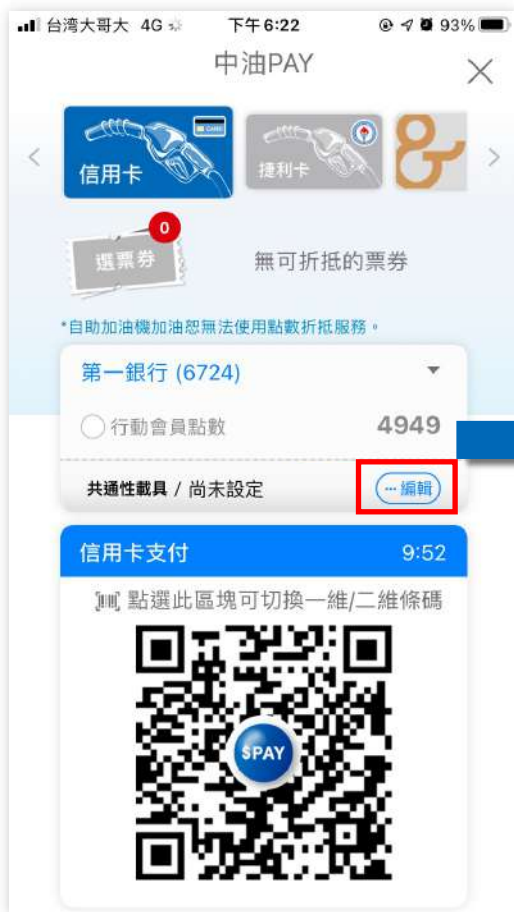 台湾大哥大 4G 下午6:22 93%
中油PAY
信用卡 CARD
捷利卡
選票券 0
無可折抵的票券
*自助加油機加油恕無法使用點數折抵服務。
第一銀行 (6724)
行動會員點數 4949
共通性載具 / 尚未設定 ···編輯
信用卡支付 9:52
點選此區塊可切換一維/二維條碼
$PAY